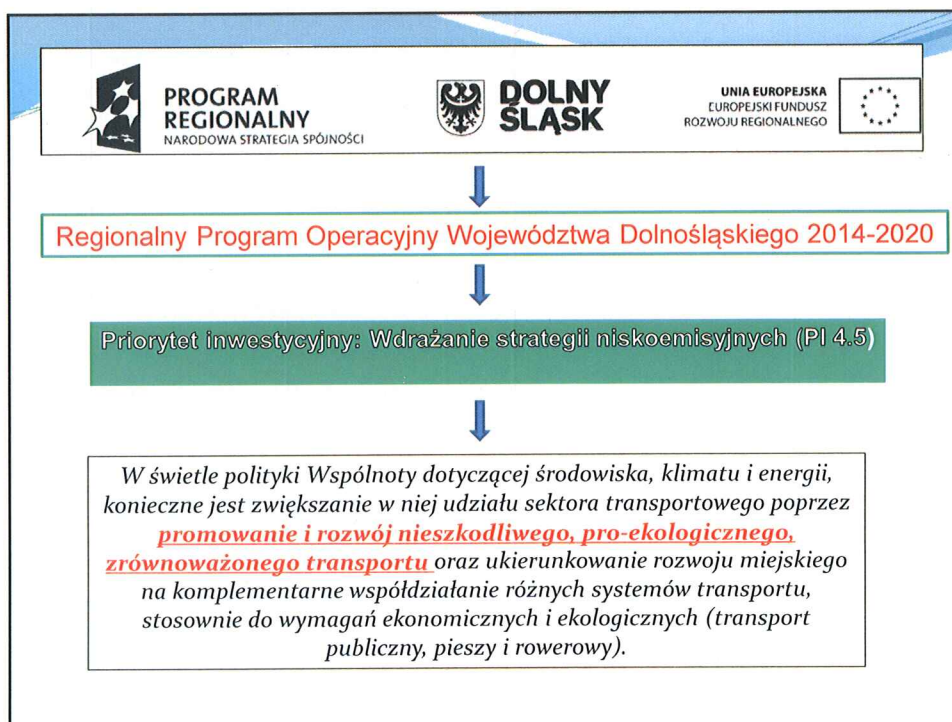 PROGRAM
REGIONALNY
NARODOWA STRATEGIA SPÓJNOŚCI
DOLNY
ŚLĄSK
UNIA EUROPEJSKA
EUROPEJSKI FUNDUSZ
ROZWOJU REGIONALNEGO
Regionalny Program Operacyjny Województwa Dolnośląskiego 2014-2020
Priorytet inwestycyjny: Wdrażanie strategii niskoemisyjnych (PI 4.5)
W świetle polityki Wspólnoty dotyczącej środowiska, klimatu i energii,
konieczne jest zwiększanie w niej udziału sektora transportowego poprzez
promowanie i rozwój nieszkodliwego, pro-ekologicznego,
zrównoważonego transportu oraz ukierunkowanie rozwoju miejskiego
na komplementarne współdziałanie różnych systemów transportu,
stosownie do wymagań ekonomicznych i ekologicznych (transport
publiczny, pieszy i rowerowy).